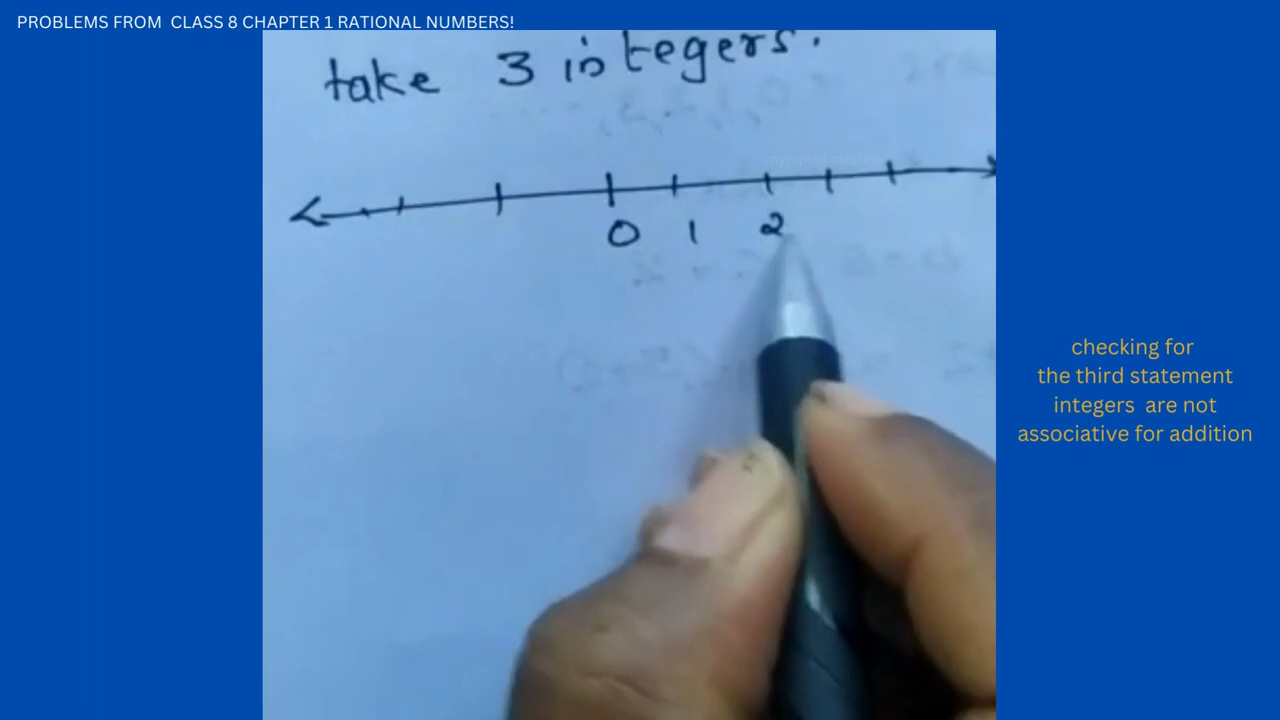 PROBLEMS FROM CLASS 8 CHAPTER 1 RATIONAL NUMBERS!
take 3 integers.
0 1 2
checking for
the third statement
integers are not
associative for addition